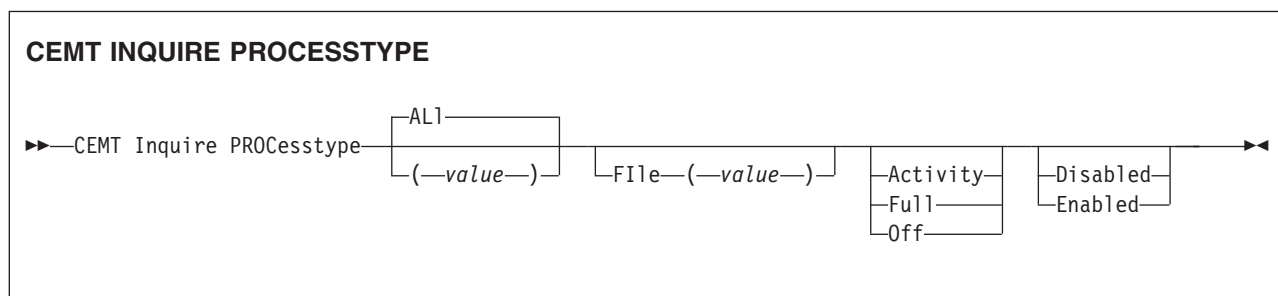 CEMT INQUIRE PROCESSTYPE
ALl
CEMT Inquire PROCesstype
(value) FIle (value) Activity Disabled
Full Enabled
Off